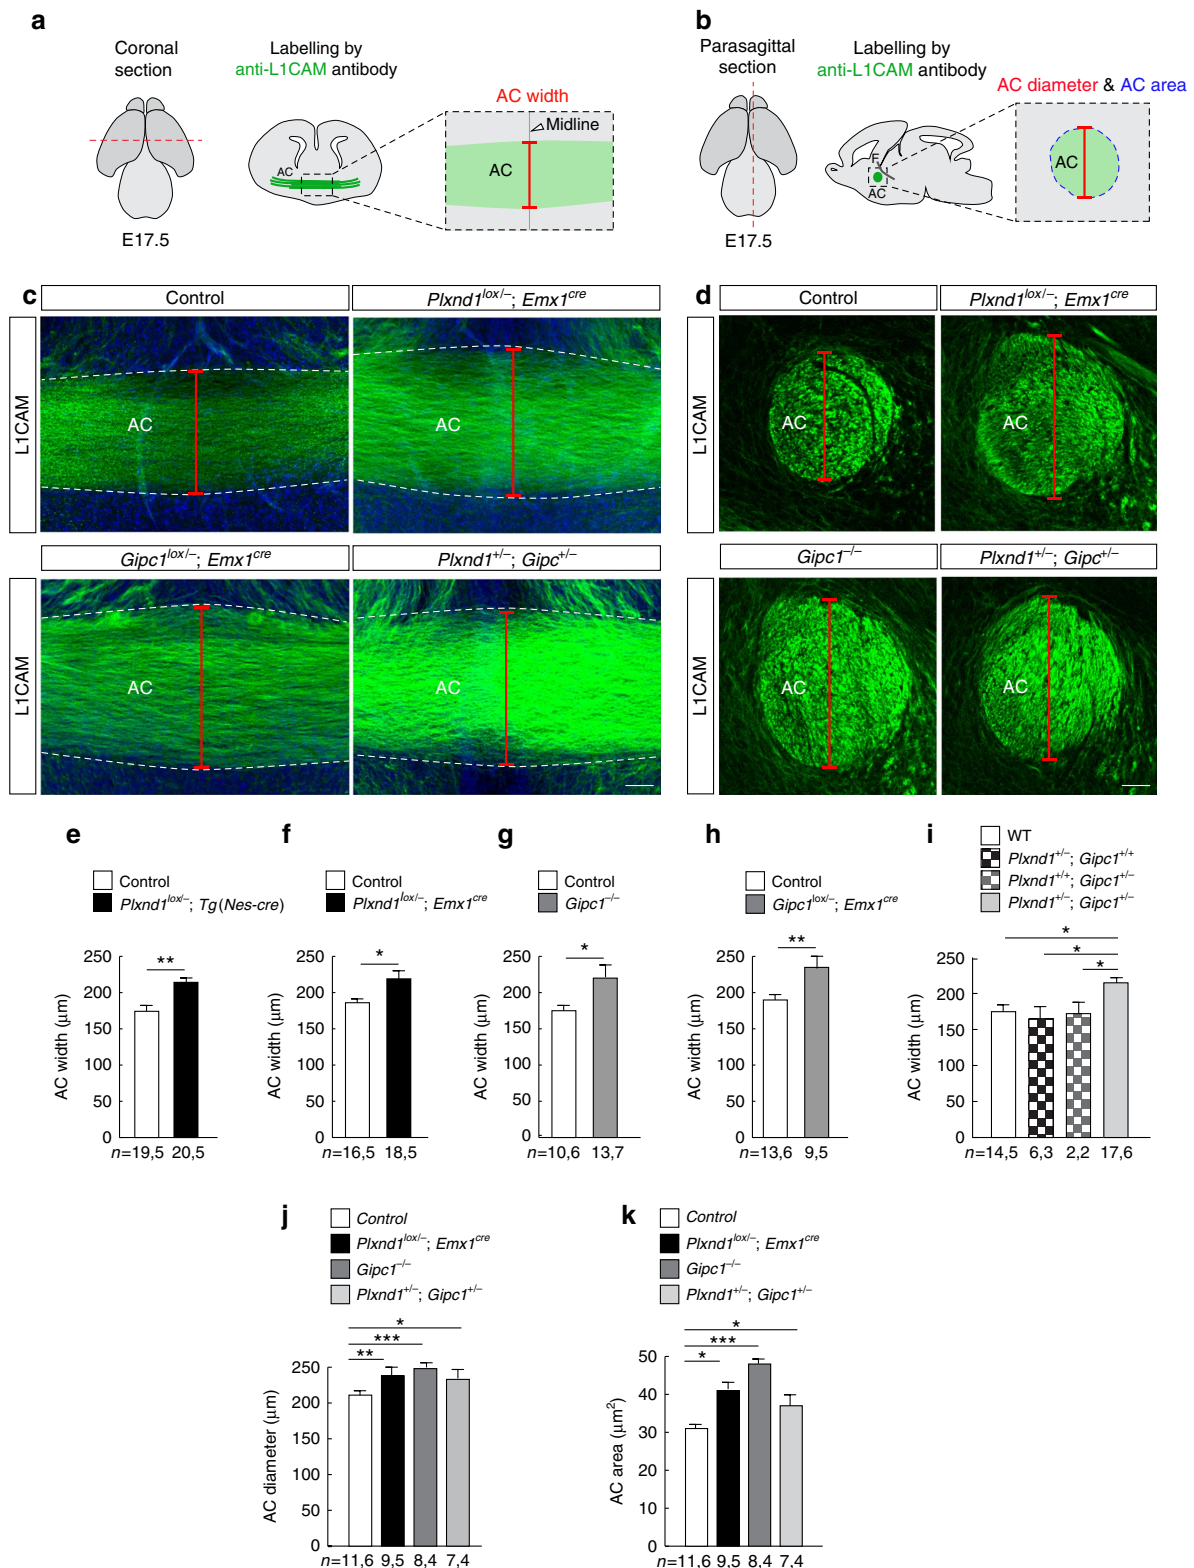 a
Coronal
section
Labelling by
anti-L1CAM antibody
AC width
Midline
AC
AC
E17.5
b
Parasagittal
section
Labelling by
anti-L1CAM antibody
AC diameter & AC area
F
AC
AC
E17.5
c
Control
Plxnd1lox/–; Emx1cre
L1CAM
AC
AC
Gipc1lox/–; Emx1cre
Plxnd1+/–; Gipc+/–
L1CAM
AC
AC
d
Control
Plxnd1lox/–; Emx1cre
L1CAM
AC
AC
Gipc1–/–
Plxnd1+/–; Gipc+/–
L1CAM
AC
AC
e
Control
Plxnd1lox/–; Tg(Nes-cre)
**
AC width (µm)
250
200
150
100
50
0
n=19,5 20,5
f
Control
Plxnd1lox/–; Emx1cre
*
AC width (µm)
250
200
150
100
50
0
n=16,5 18,5
g
Control
Gipc1–/–
*
AC width (µm)
250
200
150
100
50
0
n=10,6 13,7
h
Control
Gipc1lox/–; Emx1cre
**
AC width (µm)
250
200
150
100
50
0
n=13,6 9,5
i
WT
Plxnd1+/–; Gipc1+/+
Plxnd1+/+; Gipc1+/–
Plxnd1+/–; Gipc1+/–
*
*
*
AC width (µm)
250
200
150
100
50
0
n=14,5 6,3 2,2 17,6
j
Control
Plxnd1lox/–; Emx1cre
Gipc1–/–
Plxnd1+/–; Gipc1+/–
*
***
**
AC diameter (µm)
250
200
150
100
50
0
n=11,6 9,5 8,4 7,4
k
Control
Plxnd1lox/–; Emx1cre
Gipc1–/–
Plxnd1+/–; Gipc1+/–
*
***
*
AC area (µm2)
50
40
30
20
10
0
n=11,6 9,5 8,4 7,4